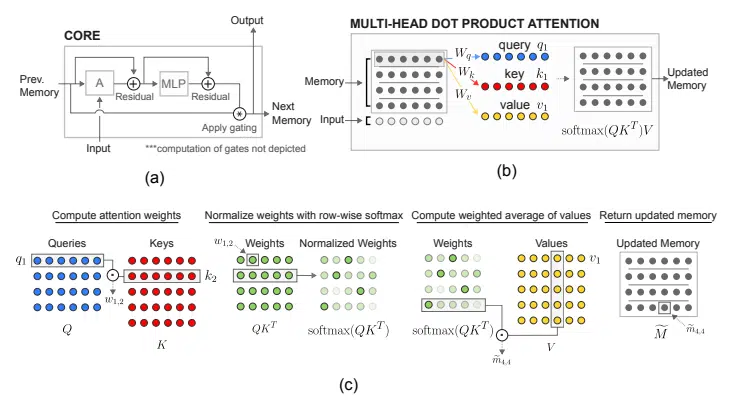 Output
CORE
Prev.
Memory
A
MLP
Residual
Residual
Apply gating
Next
Memory
Input
***computation of gates not depicted
(a)
MULTI-HEAD DOT PRODUCT ATTENTION
Memory
Input
W_q
query q_1
W_k
key k_1
W_v
value v_1
softmax(QK^T)V
Updated
Memory
(b)
Compute attention weights
Queries
Keys
q_1
k_2
w_{1,2}
Q
K
Normalize weights with row-wise softmax
w_{1,2}
Weights
Normalized Weights
QK^T
softmax(QK^T)
Compute weighted average of values
Weights
Values
v_1
softmax(QK^T)
V
\widetilde{m}_{4,4}
Return updated memory
Updated Memory
\widetilde{M}
\widetilde{m}_{4,4}
(c)